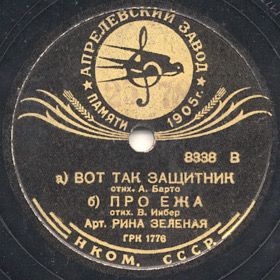 АПРЕЛЕВСКИЙ ЗАВОД
ПАМЯТИ 1905 г.
8338 В
а) ВОТ ТАК ЗАЩИТНИК
стих. А. Барто
б) ПРО ЕЖА
стих. В. Инбер
Арт. РИНА ЗЕЛЕНАЯ
ГРК 1776
НКОМ. СССР